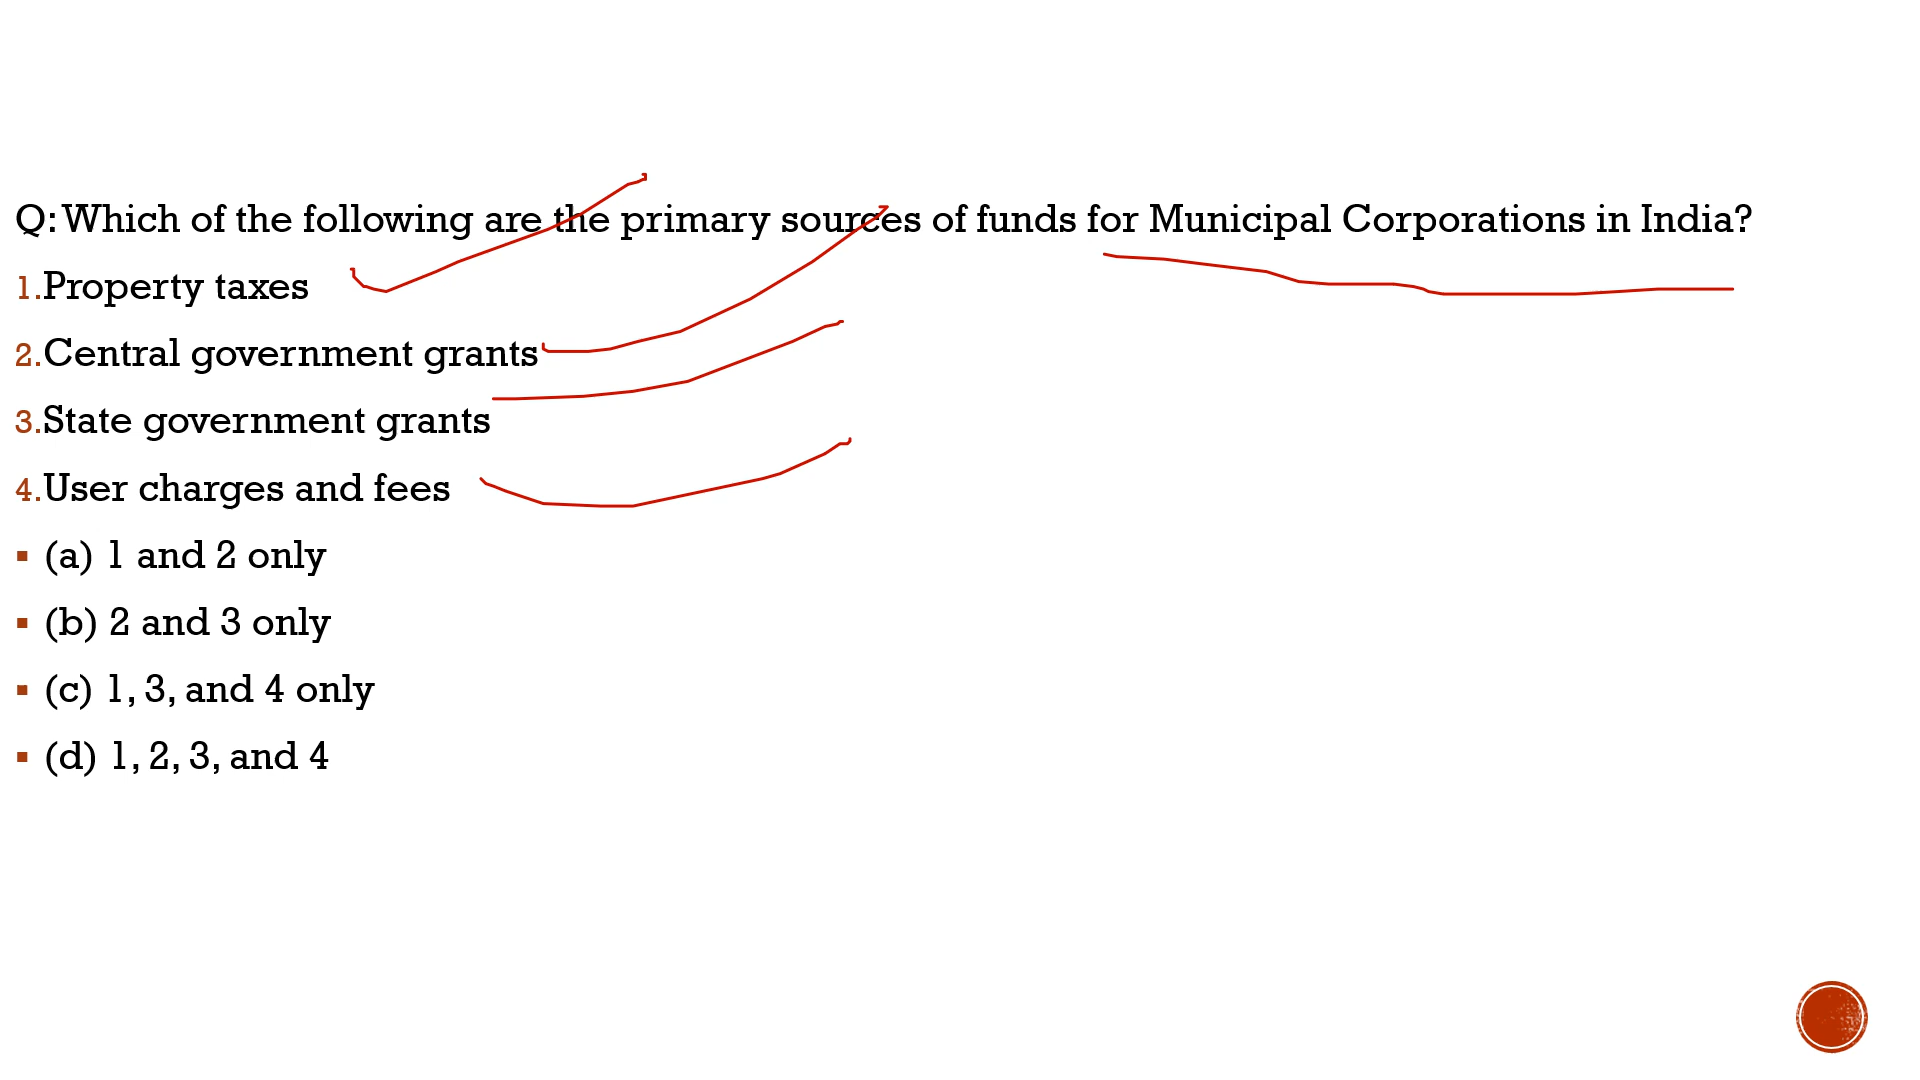 Q: Which of the following are the primary sources of funds for Municipal Corporations in India?
1.Property taxes
2.Central government grants
3.State government grants
4.User charges and fees
▪ (a) 1 and 2 only
▪ (b) 2 and 3 only
▪ (c) 1, 3, and 4 only
▪ (d) 1, 2, 3, and 4